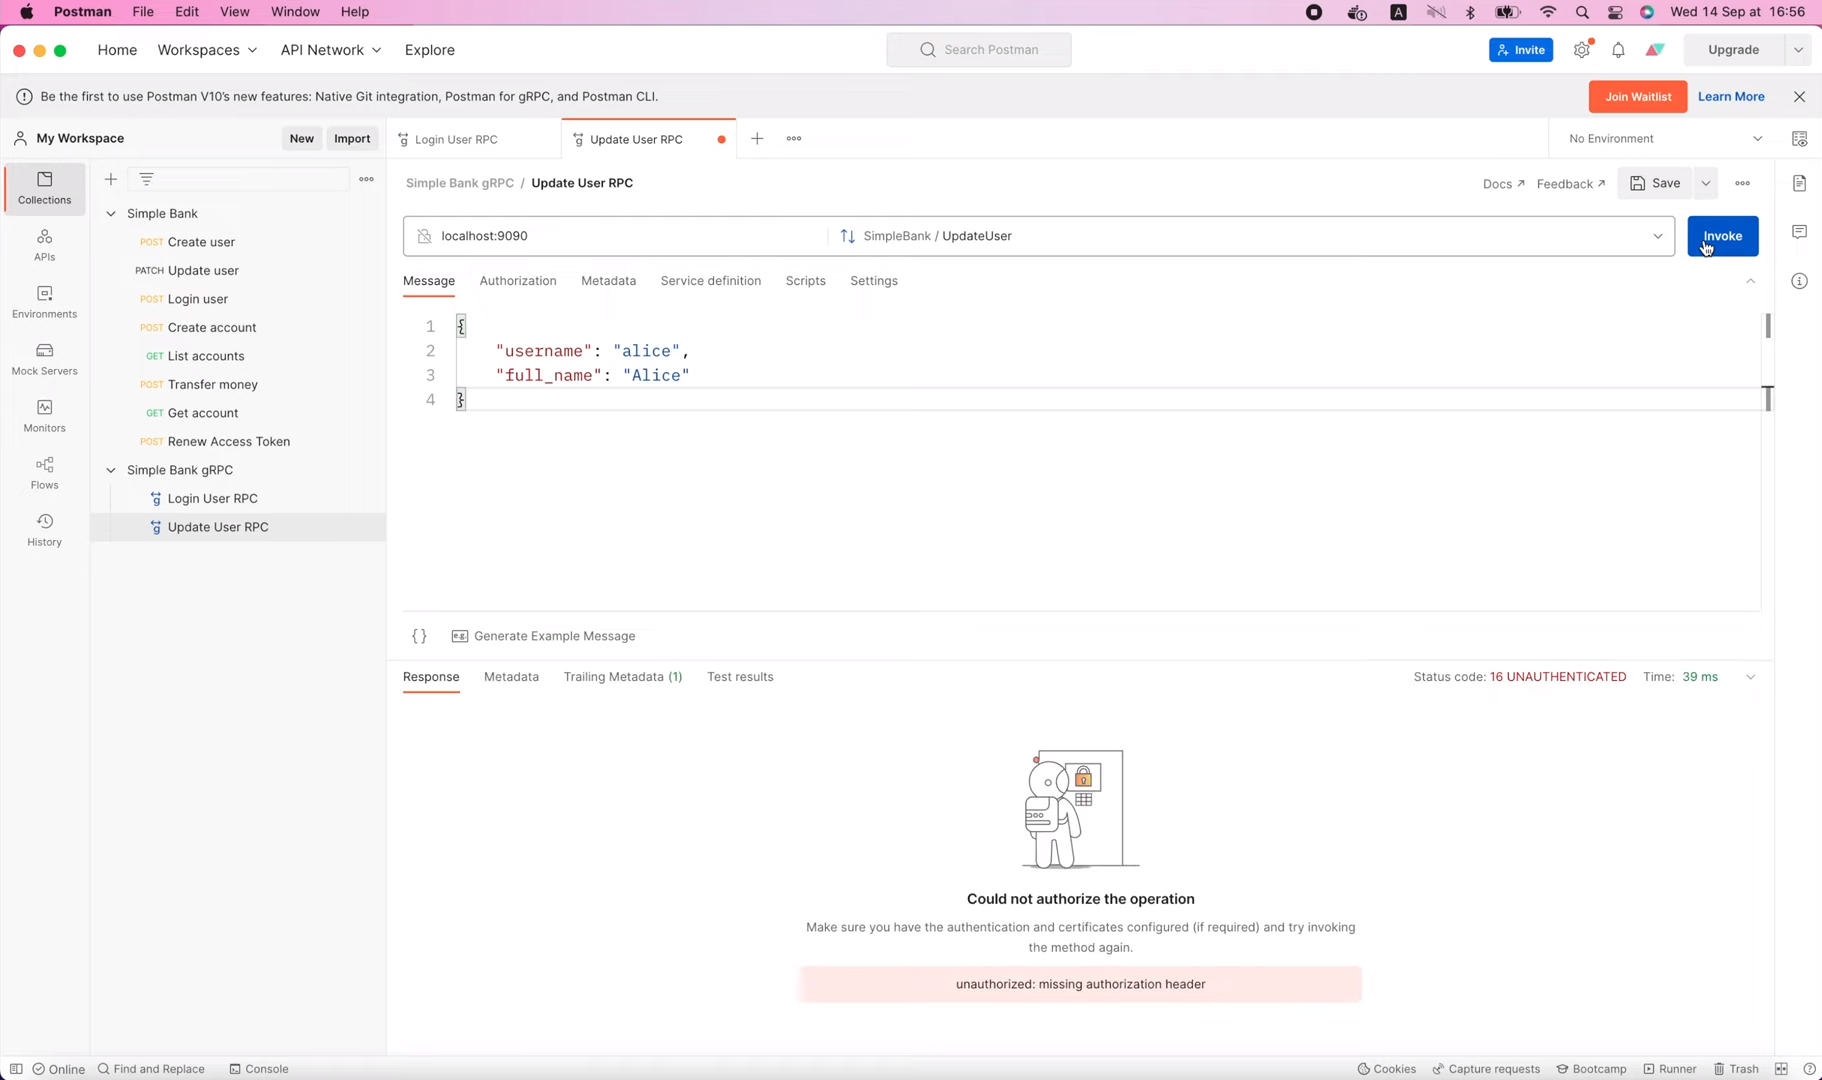 Postman File Edit View Window Help
A
Wed 14 Sep at 16:56
Home Workspaces API Network Explore
Search Postman
Invite
Upgrade
Be the first to use Postman V10's new features: Native Git integration, Postman for gRPC, and Postman CLI.
Join Waitlist Learn More
My Workspace
New Import
Login User RPC
Update User RPC
No Environment
Collections
APIs
Environments
Mock Servers
Monitors
Flows
History
Simple Bank
POST Create user
PATCH Update user
POST Login user
POST Create account
GET List accounts
POST Transfer money
GET Get account
POST Renew Access Token
Simple Bank gRPC
Login User RPC
Update User RPC
Simple Bank gRPC / Update User RPC
Docs Feedback Save
localhost:9090
SimpleBank / UpdateUser
Invoke
Message Authorization Metadata Service definition Scripts Settings
1 {
2 "username": "alice",
3 "full_name": "Alice"
4 }
{} e.g. Generate Example Message
Response Metadata Trailing Metadata (1) Test results
Status code: 16 UNAUTHENTICATED Time: 39 ms
Could not authorize the operation
Make sure you have the authentication and certificates configured (if required) and try invoking
the method again.
unauthorized: missing authorization header
Online Find and Replace Console
Cookies Capture requests Bootcamp Runner Trash